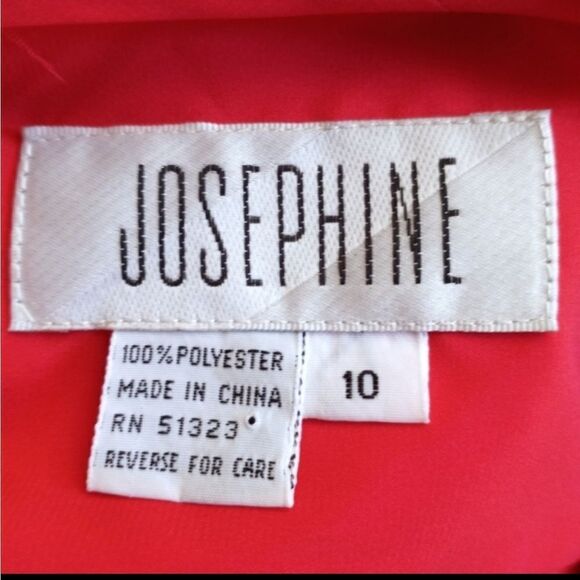 JOSEPHINE
100% POLYESTER
MADE IN CHINA
RN 51323
REVERSE FOR CARE
10